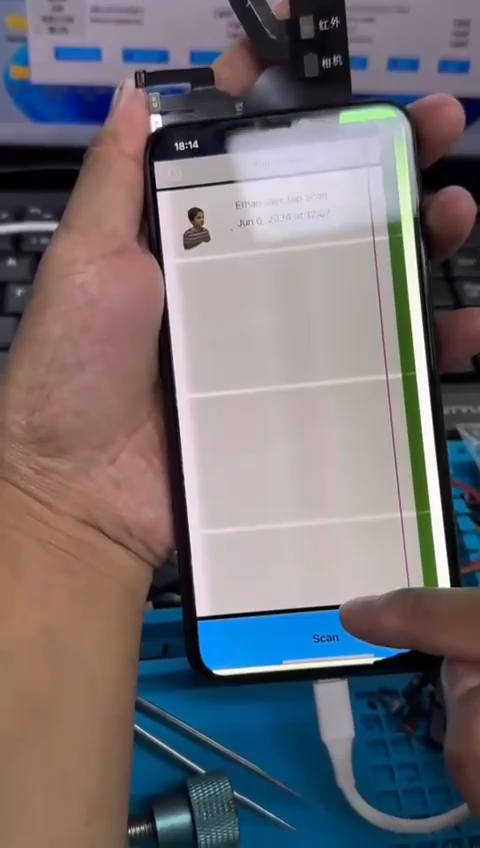 红外
相机
18:14
Ethan says tap Scan
Jun 6, 2024 at 12:07
Scan